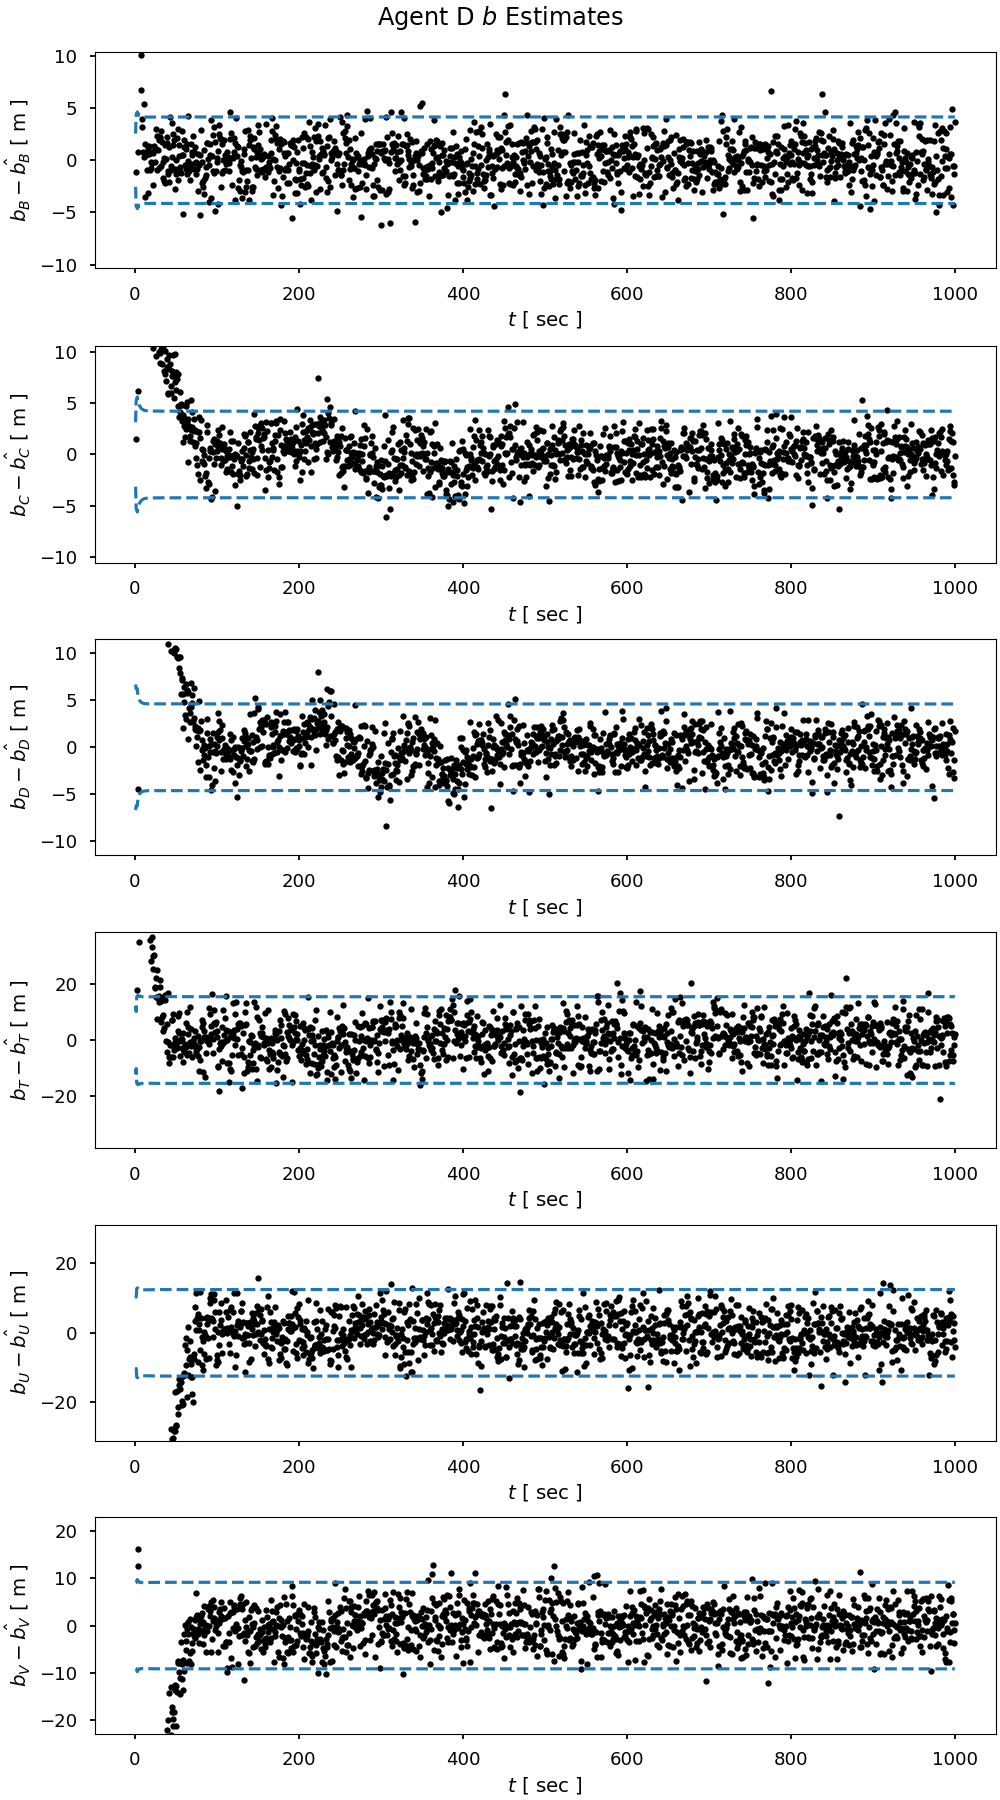 Agent D b Estimates
b_B − b̂_B [ m ]
10
5
0
−5
−10
0 200 400 600 800 1000
t [ sec ]
b_C − b̂_C [ m ]
10
5
0
−5
−10
0 200 400 600 800 1000
t [ sec ]
b_D − b̂_D [ m ]
10
5
0
−5
−10
0 200 400 600 800 1000
t [ sec ]
b_T − b̂_T [ m ]
20
0
−20
0 200 400 600 800 1000
t [ sec ]
b_U − b̂_U [ m ]
20
0
−20
0 200 400 600 800 1000
t [ sec ]
b_V − b̂_V [ m ]
20
10
0
−10
−20
0 200 400 600 800 1000
t [ sec ]